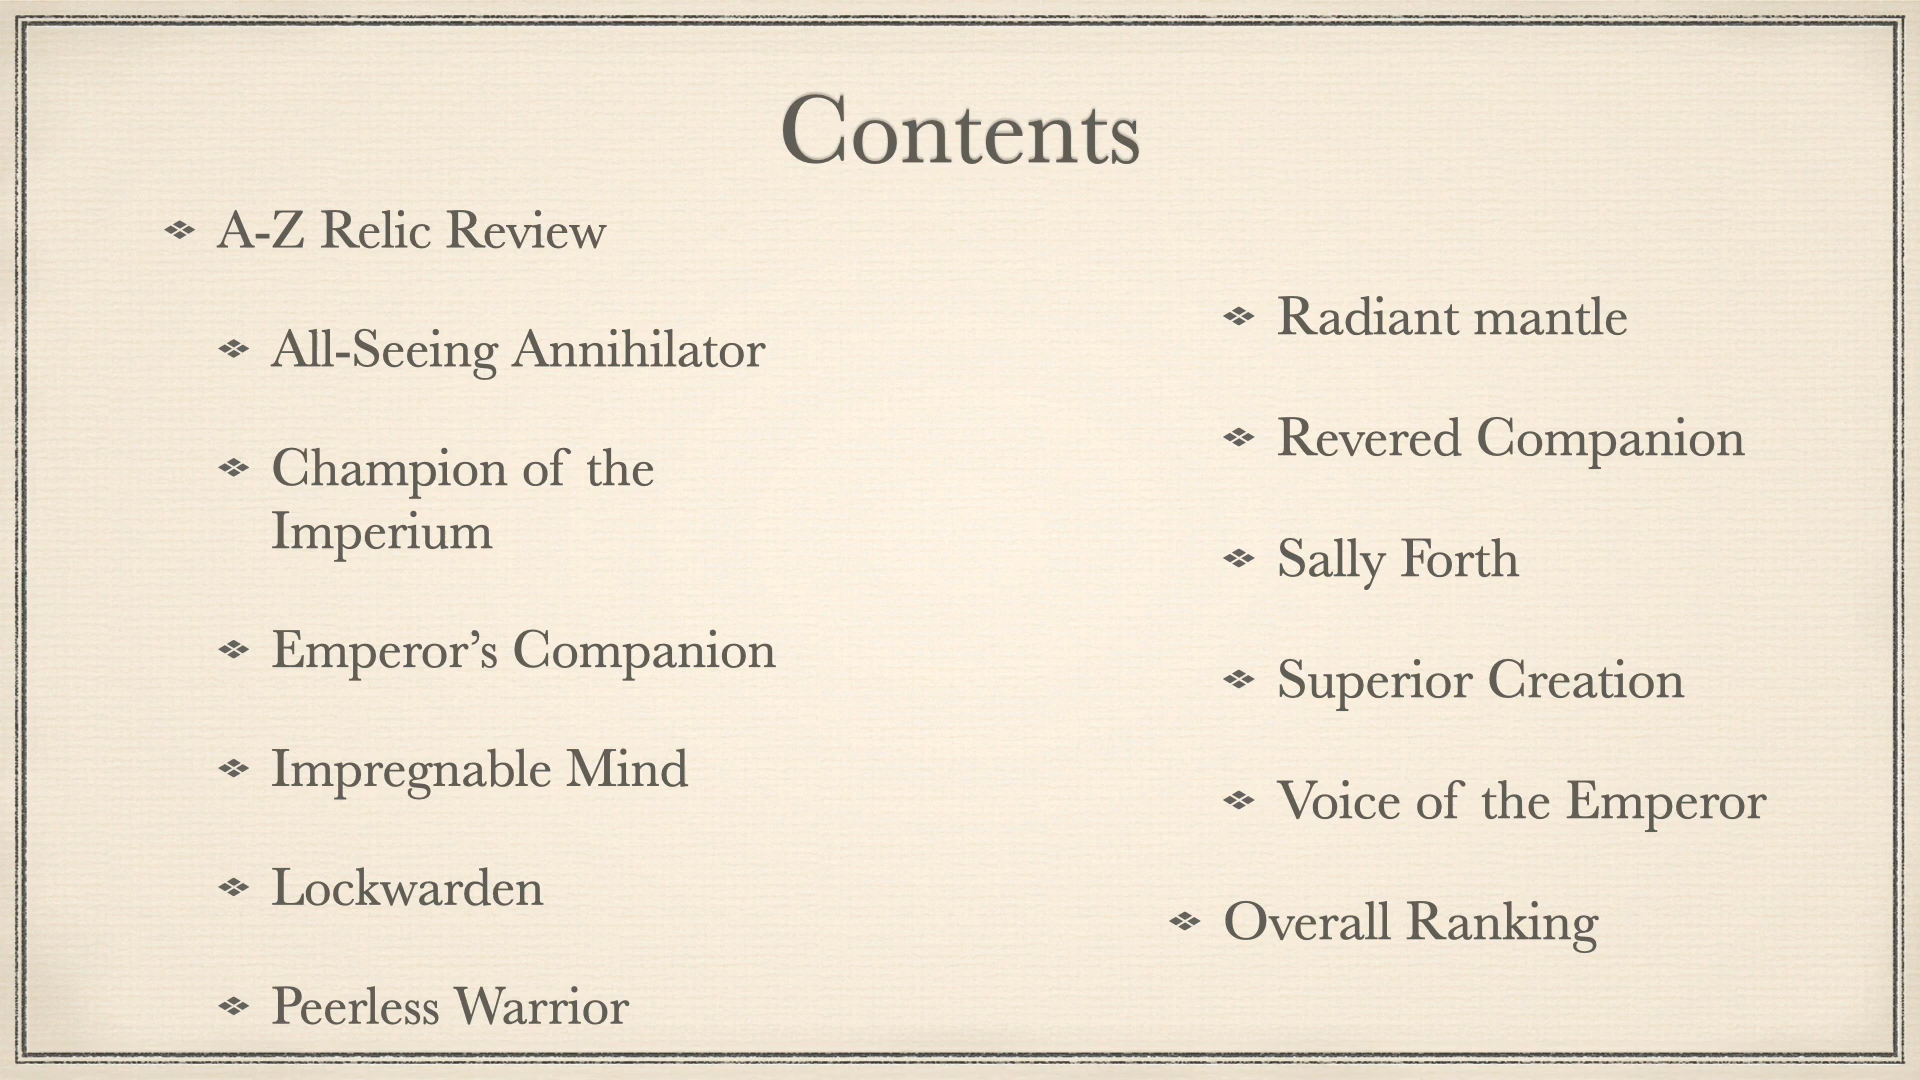 Contents
A-Z Relic Review
All-Seeing Annihilator
Champion of the
Imperium
Emperor’s Companion
Impregnable Mind
Lockwarden
Peerless Warrior
Radiant mantle
Revered Companion
Sally Forth
Superior Creation
Voice of the Emperor
Overall Ranking